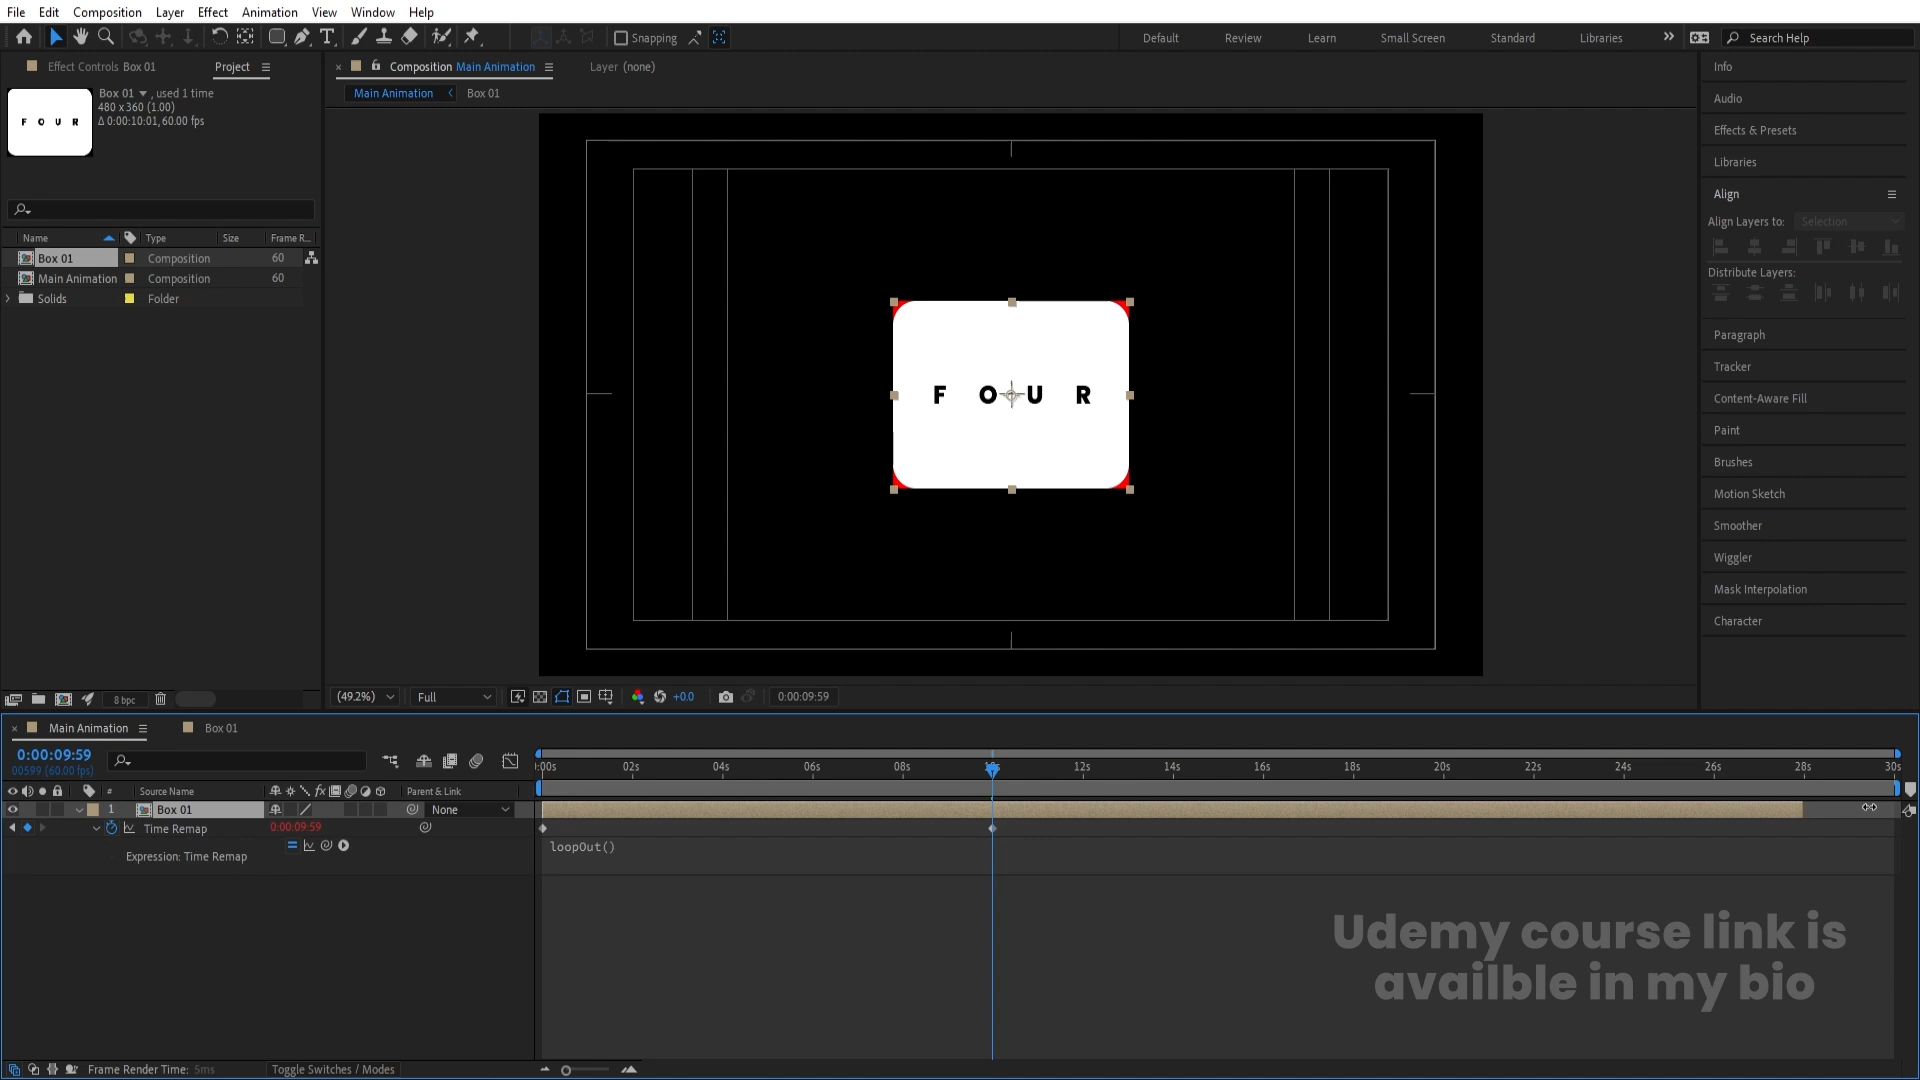 File Edit Composition Layer Effect Animation View Window Help
Snapping
Default Review Learn Small Screen Standard Libraries Search Help
Effect Controls Box 01 Project
Composition Main Animation
Layer (none)
Main Animation Box 01
Box 01 , used 1 time
480 x 360 (1.00)
Δ 0:00:10:01, 60.00 fps
F O U R
Name Type Size Frame R...
Box 01 Composition 60
Main Animation Composition 60
Solids Folder
8 bpc
F O U R
(49.2%) Full +0.0 0:00:09:59
Info
Audio
Effects & Presets
Libraries
Align
Align Layers to: Selection
Distribute Layers:
Paragraph
Tracker
Content-Aware Fill
Paint
Brushes
Motion Sketch
Smoother
Wiggler
Mask Interpolation
Character
Main Animation Box 01
0:00:09:59
00599 (60.00 fps)
:00s 02s 04s 06s 08s 10s 12s 14s 16s 18s 20s 22s 24s 26s 28s 30s
# Source Name Parent & Link
1 Box 01 None
Time Remap 0:00:09:59
Expression: Time Remap
loopOut()
Udemy course link is
availble in my bio
Frame Render Time: 5ms Toggle Switches / Modes